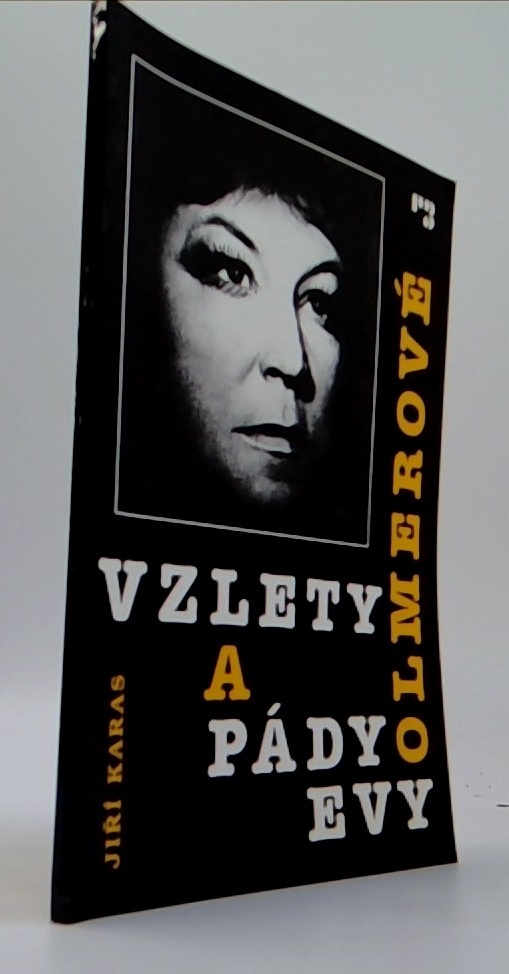 VZLETY
A
PÁDY
EVY
OLMEROVÉ
JIŘÍ KARAS